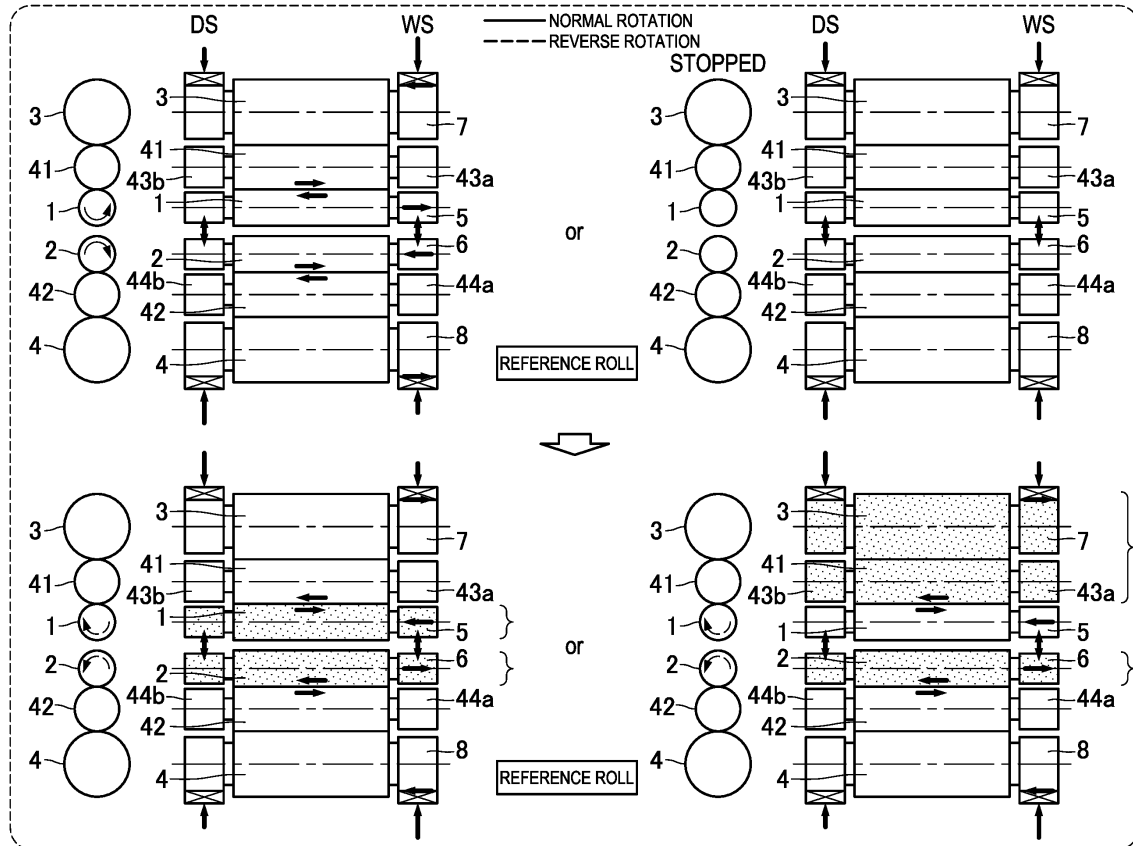 DS WS NORMAL ROTATION DS WS
REVERSE ROTATION
STOPPED
3 3 7 3 3 7
41 41 43b 43a 41 41 43b 43a
1 1 5 1 1 5
or
2 2 6 2 2 6
42 44b 42 44a 42 44b 42 44a
4 4 8 4 4 8
REFERENCE ROLL
3 3 7 3 3 7
41 41 43b 43a 41 41 43b 43a
1 1 5 1 1 5
or
2 2 6 2 2 6
42 44b 42 44a 42 44b 42 44a
4 4 8 4 4 8
REFERENCE ROLL